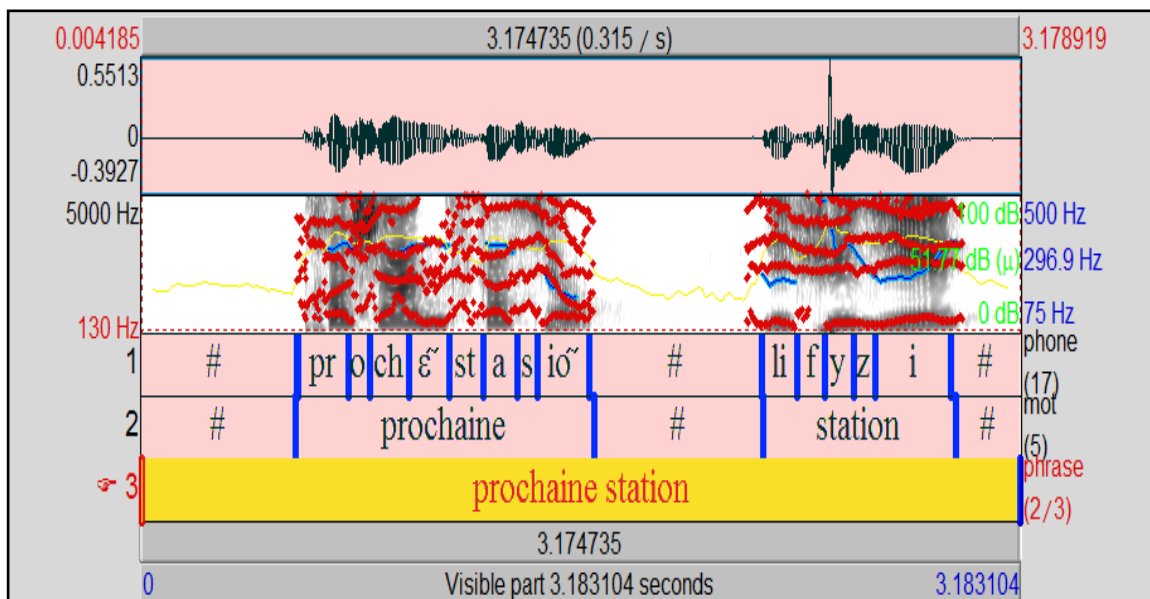 0.004185 3.174735 (0.315 / s) 3.178919
0.5513
0
-0.3927
5000 Hz 100 dB 500 Hz
51.77 dB (µ) 296.9 Hz
130 Hz 0 dB 75 Hz
1 # pr o ch ɛ̃ st a s iõ # li f y z i # phone (17)
2 # prochaine # station # mot (5)
☞ 3 prochaine station phrase (2/3)
3.174735
0 Visible part 3.183104 seconds 3.183104